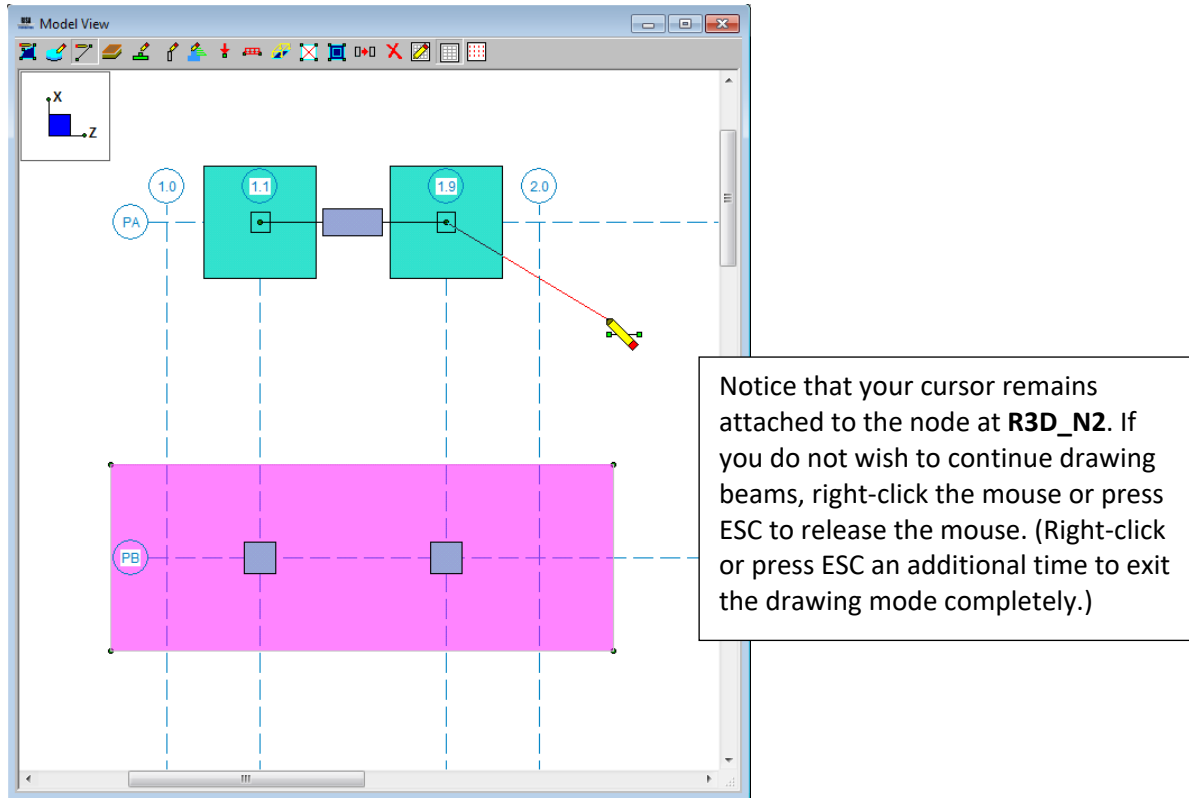 Model View
X
Z
1.0
1.1
1.9
2.0
PA
Notice that your cursor remains
attached to the node at R3D_N2. If
you do not wish to continue drawing
beams, right-click the mouse or press
ESC to release the mouse. (Right-click
or press ESC an additional time to exit
the drawing mode completely.)
PB